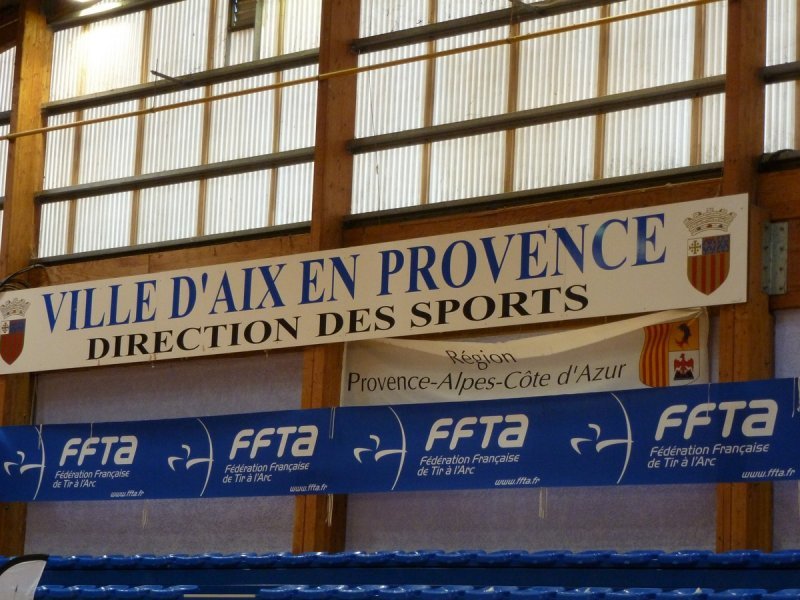 VILLE D'AIX EN PROVENCE
DIRECTION DES SPORTS
Région
Provence-Alpes-Côte d'Azur
FFTA
Fédération Française
de Tir à l'Arc
www.ffta.fr
FFTA
Fédération Française
de Tir à l'Arc
www.ffta.fr
FFTA
Fédération Française
de Tir à l'Arc
www.ffta.fr
FFTA
Fédération Française
de Tir à l'Arc
www.ffta.fr